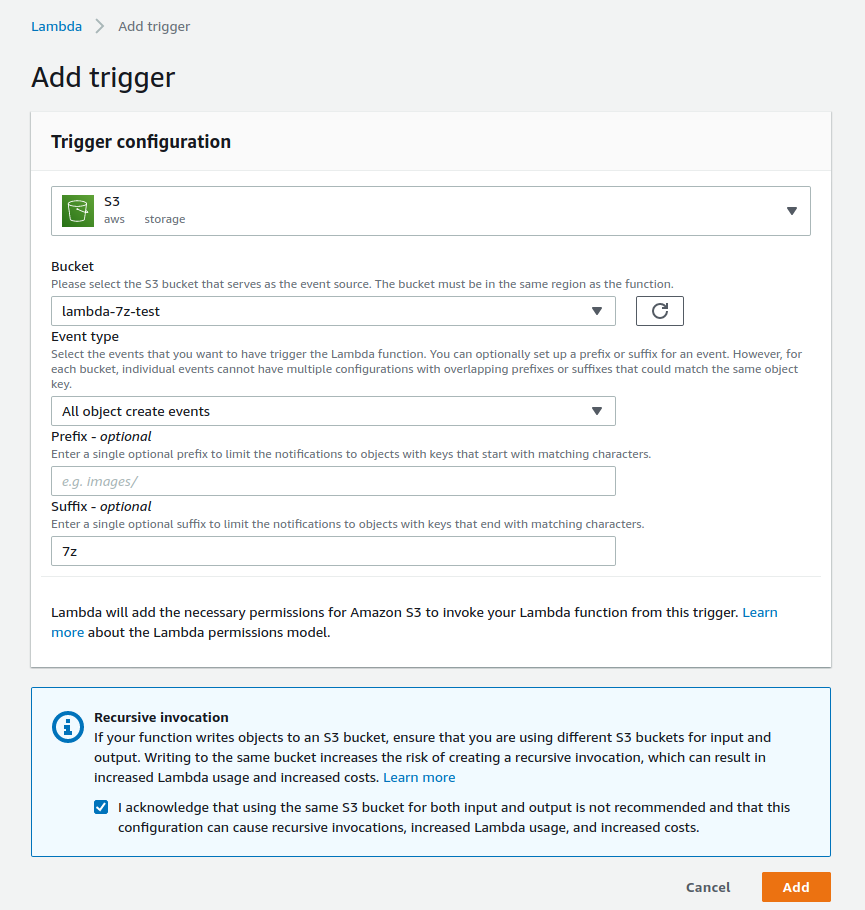 Lambda > Add trigger
Add trigger
Trigger configuration
S3
aws storage
Bucket
Please select the S3 bucket that serves as the event source. The bucket must be in the same region as the function.
lambda-7z-test
Event type
Select the events that you want to have trigger the Lambda function. You can optionally set up a prefix or suffix for an event. However, for
each bucket, individual events cannot have multiple configurations with overlapping prefixes or suffixes that could match the same object
key.
All object create events
Prefix - optional
Enter a single optional prefix to limit the notifications to objects with keys that start with matching characters.
e.g. Images/
Suffix - optional
Enter a single optional suffix to limit the notifications to objects with keys that end with matching characters.
7z
Lambda will add the necessary permissions for Amazon S3 to invoke your Lambda function from this trigger. Learn
more about the Lambda permissions model.
Recursive invocation
If your function writes objects to an S3 bucket, ensure that you are using different S3 buckets for input and
output. Writing to the same bucket increases the risk of creating a recursive invocation, which can result in
increased Lambda usage and increased costs. Learn more
I acknowledge that using the same S3 bucket for both input and output is not recommended and that this
configuration can cause recursive invocations, increased Lambda usage, and increased costs.
Cancel Add